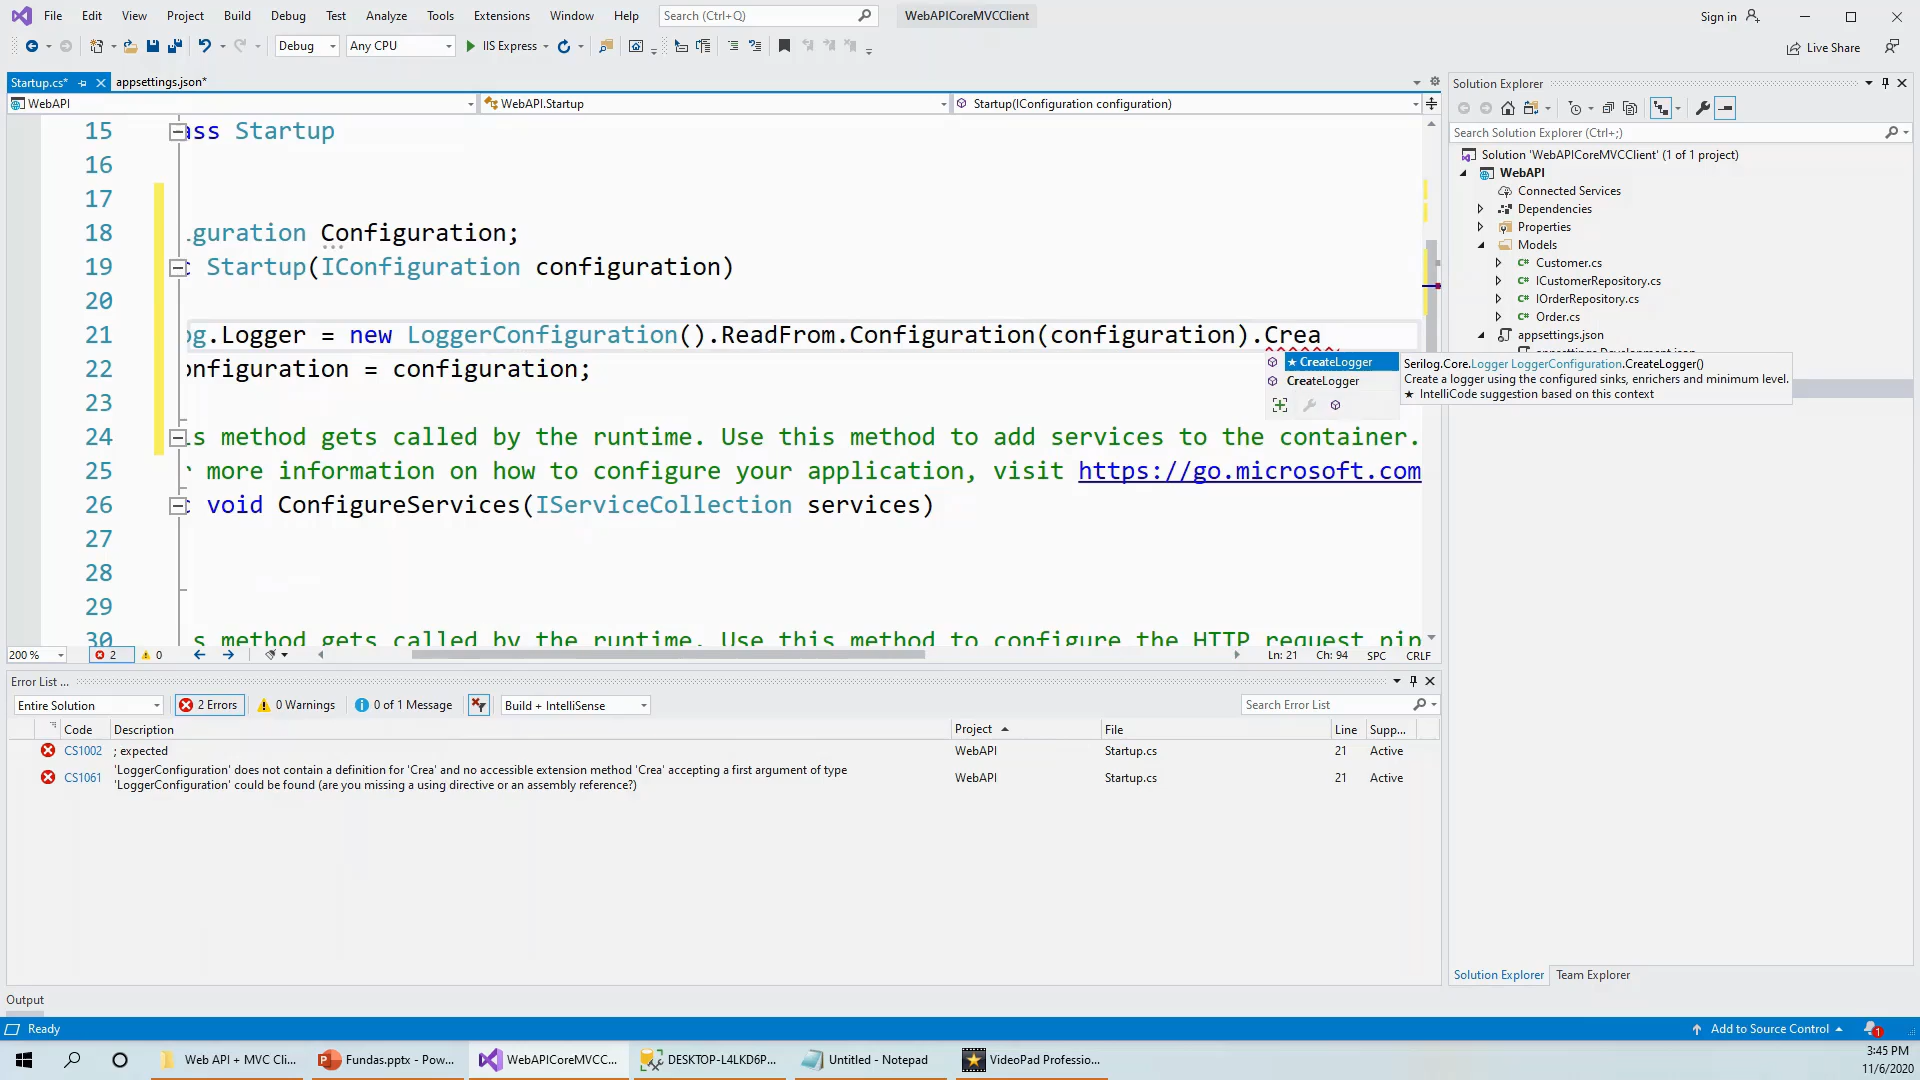 File Edit View Project Build Debug Test Analyze Tools Extensions Window Help Search (Ctrl+Q) WebAPICoreMVCClient Sign in
Debug Any CPU IIS Express Live Share
Startup.cs* appsettings.json*
WebAPI WebAPI.Startup Startup(IConfiguration configuration)
15 ass Startup
16
17
18 guration Configuration;
19 c Startup(IConfiguration configuration)
20
21 og.Logger = new LoggerConfiguration().ReadFrom.Configuration(configuration).Crea
22 onfiguration = configuration;
23
24 is method gets called by the runtime. Use this method to add services to the container.
25 r more information on how to configure your application, visit https://go.microsoft.com
26 c void ConfigureServices(IServiceCollection services)
27
28
29
30 s method gets called by the runtime. Use this method to configure the HTTP request pip
★ CreateLogger
CreateLogger
Serilog.Core.Logger LoggerConfiguration.CreateLogger()
Create a logger using the configured sinks, enrichers and minimum level.
★ IntelliCode suggestion based on this context
200 % 2 0 Ln: 21 Ch: 94 SPC CRLF
Solution Explorer
Search Solution Explorer (Ctrl+;)
Solution 'WebAPICoreMVCClient' (1 of 1 project)
WebAPI
Connected Services
Dependencies
Properties
Models
Customer.cs
ICustomerRepository.cs
IOrderRepository.cs
Order.cs
appsettings.json
appsettings.Development.json
Solution Explorer Team Explorer
Error List ...
Entire Solution 2 Errors 0 Warnings 0 of 1 Message Build + IntelliSense Search Error List
Code Description Project File Line Supp...
CS1002 ; expected WebAPI Startup.cs 21 Active
CS1061 'LoggerConfiguration' does not contain a definition for 'Crea' and no accessible extension method 'Crea' accepting a first argument of type
'LoggerConfiguration' could be found (are you missing a using directive or an assembly reference?) WebAPI Startup.cs 21 Active
Output
Ready Add to Source Control 1
Web API + MVC Cli... Fundas.pptx - Pow... WebAPICoreMVCC... DESKTOP-L4LKD6P... Untitled - Notepad VideoPad Professio...
3:45 PM
11/6/2020